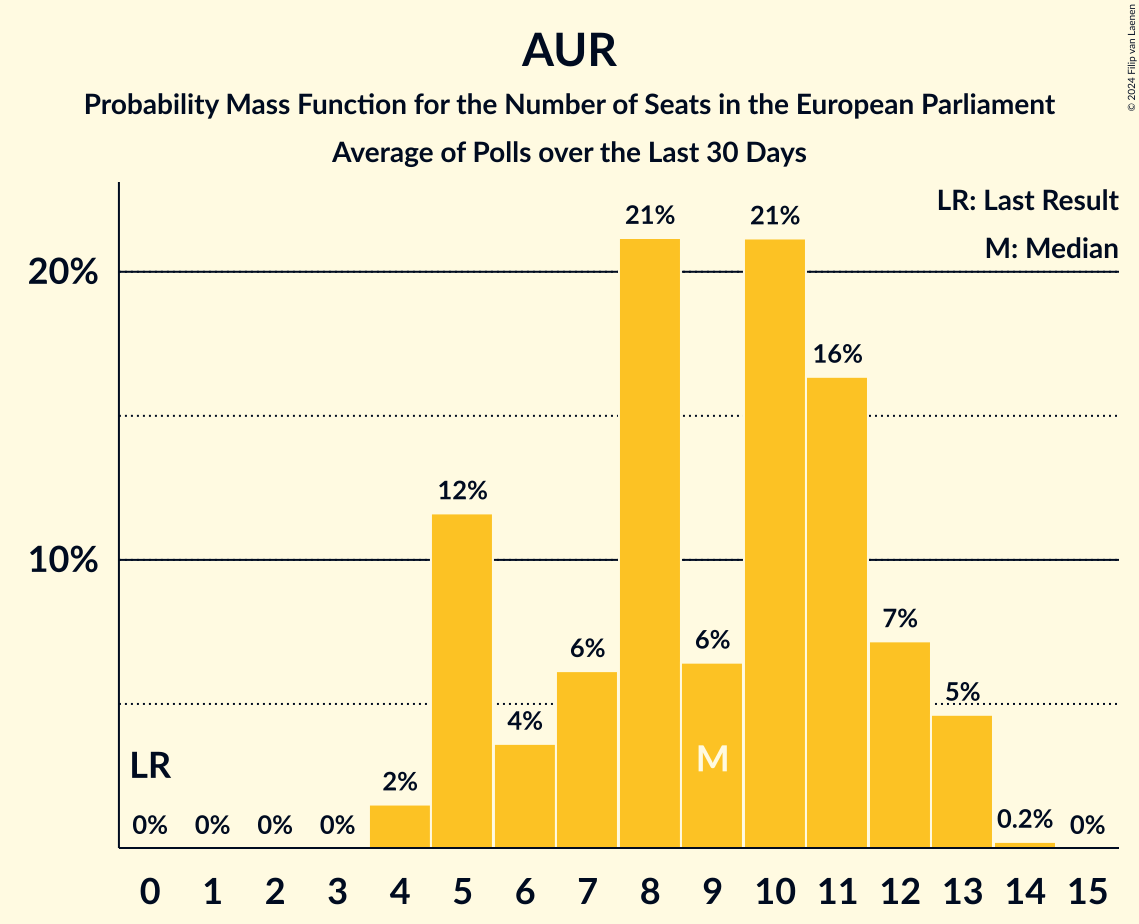 AUR
Probability Mass Function for the Number of Seats in the European Parliament
Average of Polls over the Last 30 Days
© 2024 Filip van Laenen
LR: Last Result
M: Median
20%
10%
LR
M
0% 0% 0% 0% 2% 12% 4% 6% 21% 6% 21% 16% 7% 5% 0.2% 0%
0 1 2 3 4 5 6 7 8 9 10 11 12 13 14 15